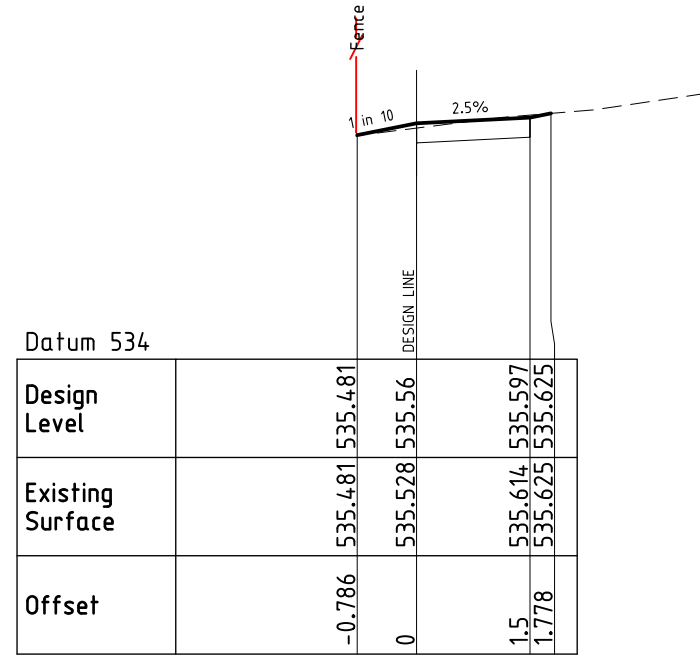 Fence
1 in 10
2.5%
DESIGN LINE
Datum 534
Design
Level
535.481
535.56
535.597
535.625
Existing
Surface
535.481
535.528
535.614
535.625
Offset
-0.786
0
1.5
1.778